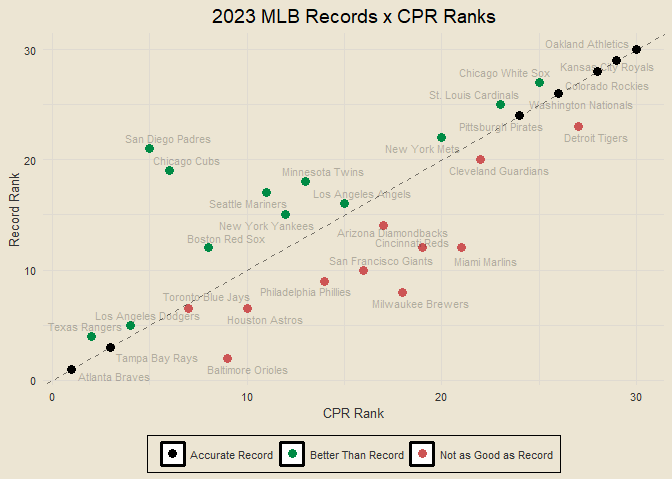 2023 MLB Records x CPR Ranks
30
20
10
0
Record Rank
Oakland Athletics
Kansas City Royals
Chicago White Sox
Colorado Rockies
St. Louis Cardinals
Washington Nationals
Pittsburgh Pirates
Detroit Tigers
San Diego Padres
New York Mets
Chicago Cubs
Minnesota Twins
Cleveland Guardians
Los Angeles Angels
Seattle Mariners
New York Yankees
Arizona Diamondbacks
Boston Red Sox
Cincinnati Reds
San Francisco Giants
Miami Marlins
Philadelphia Phillies
Toronto Blue Jays
Milwaukee Brewers
Los Angeles Dodgers
Houston Astros
Texas Rangers
Tampa Bay Rays
Baltimore Orioles
Atlanta Braves
0
10
20
30
CPR Rank
Accurate Record
Better Than Record
Not as Good as Record